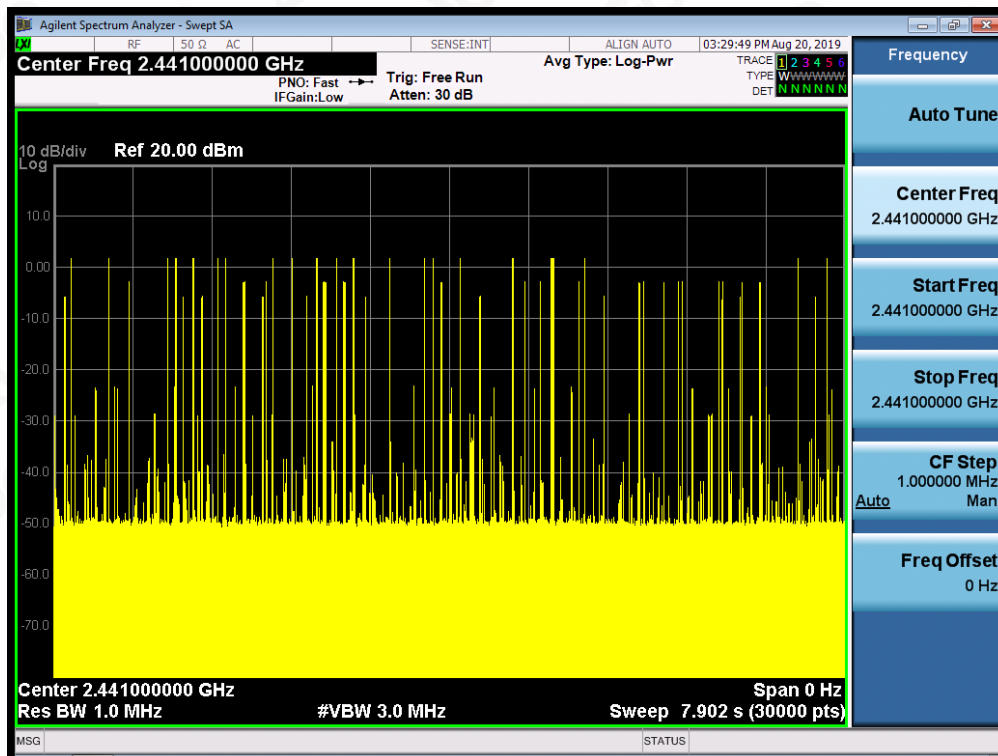 Agilent Spectrum Analyzer - Swept SA
LXI RF 50 Ω AC SENSE:INT ALIGN AUTO 03:29:49 PM Aug 20, 2019
Center Freq 2.441000000 GHz
PNO: Fast
IFGain:Low
Trig: Free Run
Atten: 30 dB
Avg Type: Log-Pwr
TRACE 1 2 3 4 5 6
TYPE WWWWWW
DET N N N N N N
10 dB/div Ref 20.00 dBm
Log
10.0
0.00
-10.0
-20.0
-30.0
-40.0
-50.0
-60.0
-70.0
Center 2.441000000 GHz Span 0 Hz
Res BW 1.0 MHz #VBW 3.0 MHz Sweep 7.902 s (30000 pts)
MSG STATUS
Frequency
Auto Tune
Center Freq
2.441000000 GHz
Start Freq
2.441000000 GHz
Stop Freq
2.441000000 GHz
CF Step
1.000000 MHz
Auto Man
Freq Offset
0 Hz